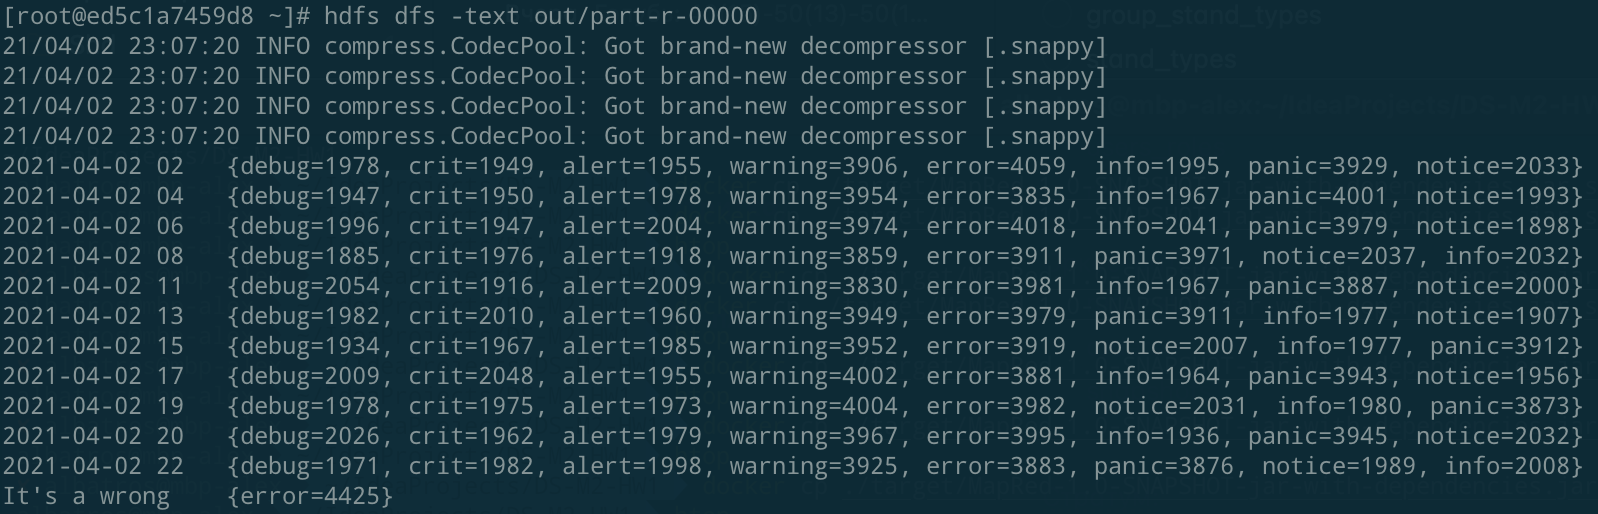 [root@ed5c1a7459d8 ~]# hdfs dfs -text out/part-r-00000
group_stand_types
21/04/02 23:07:20 INFO compress.CodecPool: Got brand-new decompressor [.snappy]
21/04/02 23:07:20 INFO compress.CodecPool: Got brand-new decompressor [.snappy]
21/04/02 23:07:20 INFO compress.CodecPool: Got brand-new decompressor [.snappy]
21/04/02 23:07:20 INFO compress.CodecPool: Got brand-new decompressor [.snappy]
2021-04-02 02	{debug=1978, crit=1949, alert=1955, warning=3906, error=4059, info=1995, panic=3929, notice=2033}
2021-04-02 04	{debug=1947, crit=1950, alert=1978, warning=3954, error=3835, info=1967, panic=4001, notice=1993}
2021-04-02 06	{debug=1996, crit=1947, alert=2004, warning=3974, error=4018, info=2041, panic=3979, notice=1898}
2021-04-02 08	{debug=1885, crit=1976, alert=1918, warning=3859, error=3911, panic=3971, notice=2037, info=2032}
2021-04-02 11	{debug=2054, crit=1916, alert=2009, warning=3830, error=3981, info=1967, panic=3887, notice=2000}
2021-04-02 13	{debug=1982, crit=2010, alert=1960, warning=3949, error=3979, panic=3911, info=1977, notice=1907}
2021-04-02 15	{debug=1934, crit=1967, alert=1985, warning=3952, error=3919, notice=2007, info=1977, panic=3912}
2021-04-02 17	{debug=2009, crit=2048, alert=1955, warning=4002, error=3881, info=1964, panic=3943, notice=1956}
2021-04-02 19	{debug=1978, crit=1975, alert=1973, warning=4004, error=3982, notice=2031, info=1980, panic=3873}
2021-04-02 20	{debug=2026, crit=1962, alert=1979, warning=3967, error=3995, info=1936, panic=3945, notice=2032}
2021-04-02 22	{debug=1971, crit=1982, alert=1998, warning=3925, error=3883, panic=3876, notice=1989, info=2008}
It's a wrong	{error=4425}